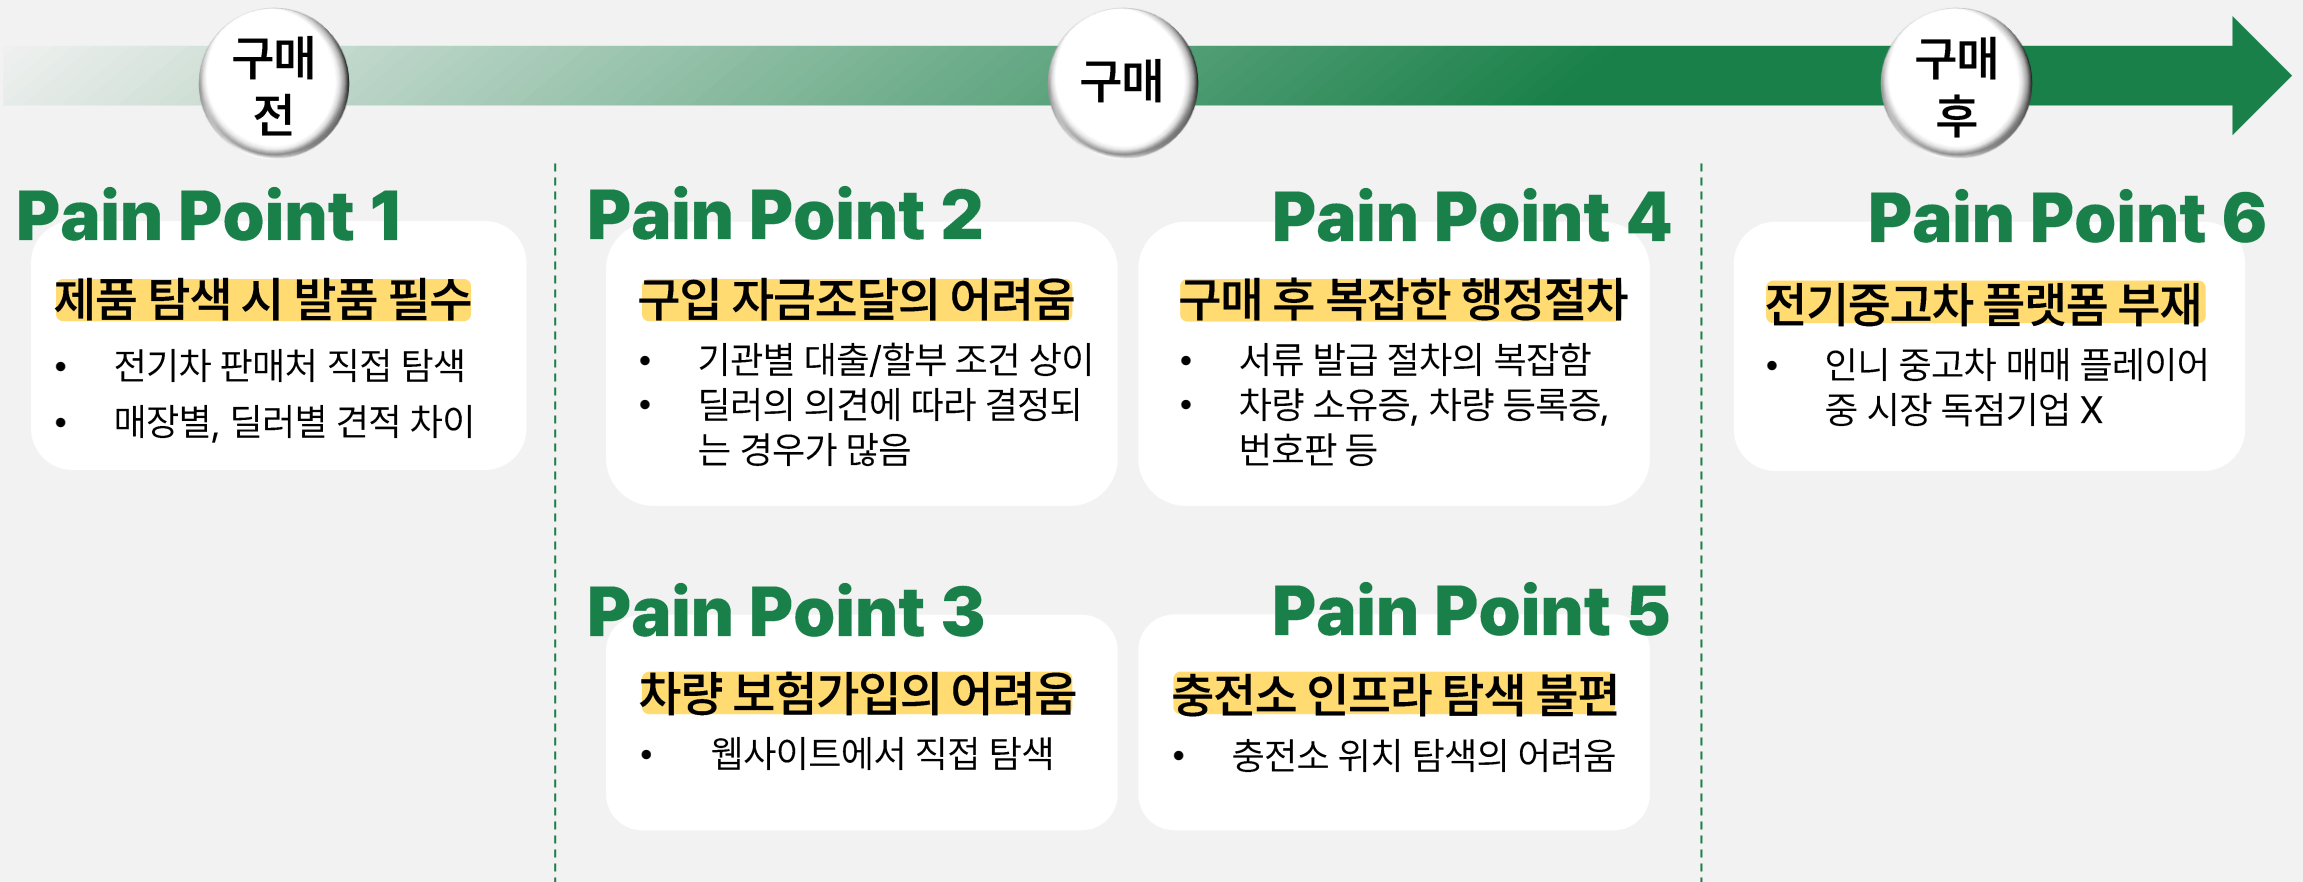 구매
전
구매
구매
후
Pain Point 1
제품 탐색 시 발품 필수
• 전기차 판매처 직접 탐색
• 매장별, 딜러별 견적 차이
Pain Point 2
구입 자금조달의 어려움
• 기관별 대출/할부 조건 상이
• 딜러의 의견에 따라 결정되
는 경우가 많음
Pain Point 3
차량 보험가입의 어려움
• 웹사이트에서 직접 탐색
Pain Point 4
구매 후 복잡한 행정절차
• 서류 발급 절차의 복잡함
• 차량 소유증, 차량 등록증,
번호판 등
Pain Point 5
충전소 인프라 탐색 불편
• 충전소 위치 탐색의 어려움
Pain Point 6
전기중고차 플랫폼 부재
• 인니 중고차 매매 플레이어
중 시장 독점기업 X